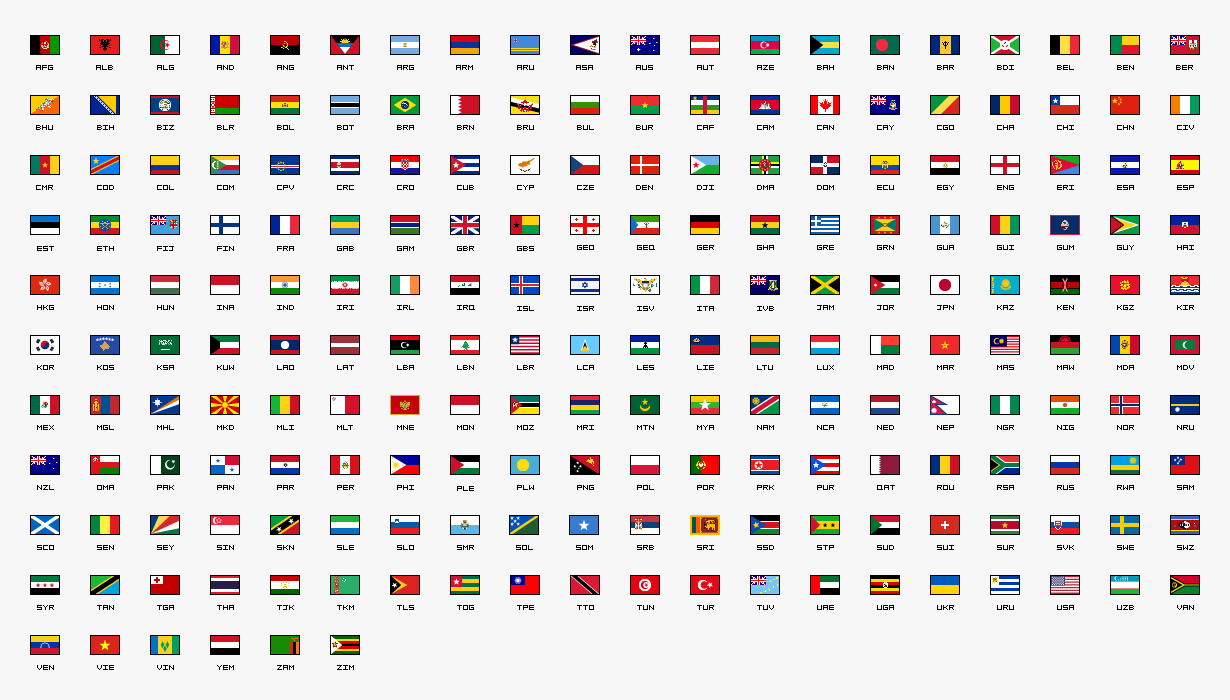 AFG ALB ALG AND ANG ANT ARG ARM ARU ASA AUS AUT AZE BAH BAN BAR BDI BEL BEN BER
BHU BIH BIZ BLR BOL BOT BRA BRN BRU BUL BUR CAF CAM CAN CAY CGO CHA CHI CHN CIV
CMR COD COL COM CPV CRC CRO CUB CYP CZE DEN DJI DMA DOM ECU EGY ENG ERI ESA ESP
EST ETH FIJ FIN FRA GAB GAM GBR GBS GEO GEQ GER GHA GRE GRN GUA GUI GUM GUY HAI
HKG HON HUN INA IND IRI IRL IRQ ISL ISR ISV ITA IVB JAM JOR JPN KAZ KEN KGZ KIR
KOR KOS KSA KUW LAO LAT LBA LBN LBR LCA LES LIE LTU LUX MAD MAR MAS MAW MDA MDV
MEX MGL MHL MKD MLI MLT MNE MON MOZ MRI MTN MYA NAM NCA NED NEP NGR NIG NOR NRU
NZL OMA PAK PAN PAR PER PHI PLE PLW PNG POL POR PRK PUR QAT ROU RSA RUS RWA SAM
SCO SEN SEY SIN SKN SLE SLO SMR SOL SOM SRB SRI SSD STP SUD SUI SUR SVK SWE SWZ
SYR TAN TGA THA TJK TKM TLS TOG TPE TTO TUN TUR TUV UAE UGA UKR URU USA UZB VAN
VEN VIE VIN YEM ZAM ZIM